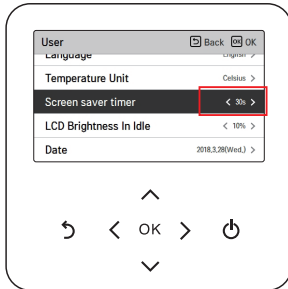 User Back OK OK
Language English >
Temperature Unit Celsius >
Screen saver timer < 30s >
LCD Brightness In Idle < 10% >
Date 2018,3,28(Wed.) >
OK